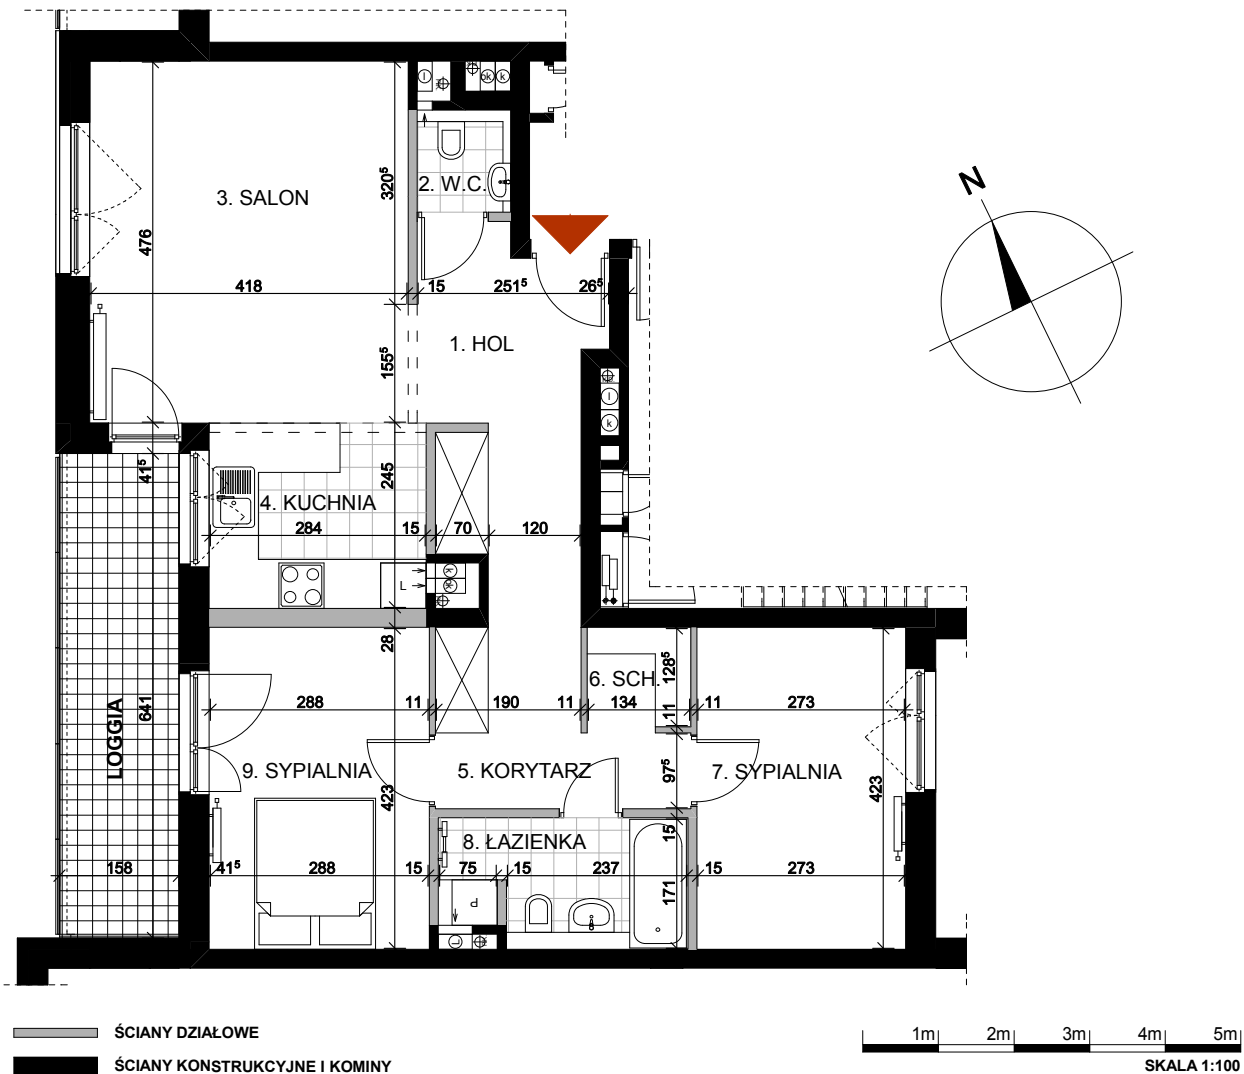 l
ok
k
2. W.C.
3. SALON
320⁵
476
N
418
15
251⁵
26⁵
1. HOL
155⁵
l
k
41⁵
245
4. KUCHNIA
284
15
70
120
L
k
k
28
6. SCH.
128⁵
288
11
190
11
134
11
11
273
641
LOGGIA
9. SYPIALNIA
5. KORYTARZ
97⁵
7. SYPIALNIA
423
423
15
8. ŁAZIENKA
158
41⁵
288
15
75
15
237
15
273
P
171
L
ŚCIANY DZIAŁOWE
ŚCIANY KONSTRUKCYJNE I KOMINY
1m
2m
3m
4m
5m
SKALA 1:100